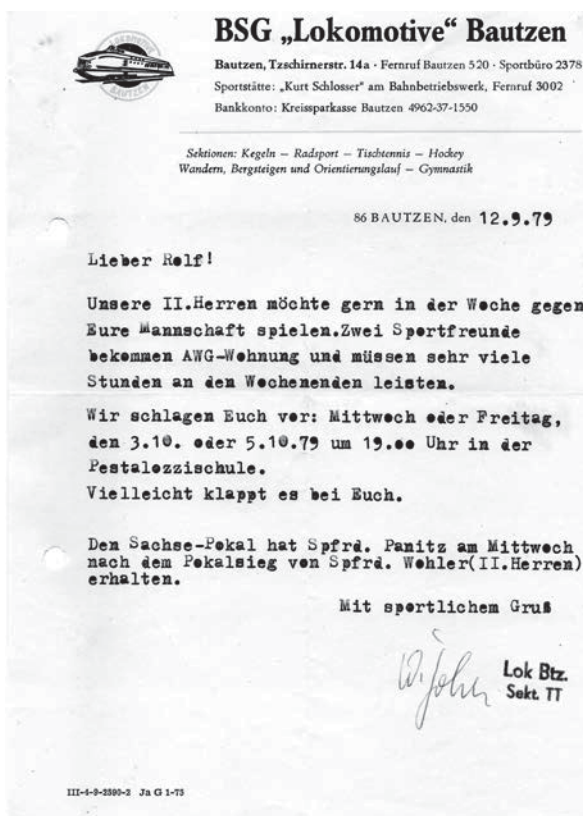 LOKOMOTIVE
BAUTZEN
BSG „Lokomotive“ Bautzen
Bautzen, Tzschirnerstr. 14a · Fernruf Bautzen 520 · Sportbüro 2378
Sportstätte: „Kurt Schlosser“ am Bahnbetriebswerk, Fernruf 3002
Bankkonto: Kreissparkasse Bautzen 4962-37-1550
Sektionen: Kegeln — Radsport — Tischtennis — Hockey
Wandern, Bergsteigen und Orientierungslauf — Gymnastik
86 BAUTZEN, den 12.9.79
Lieber Rolf!
Unsere II.Herren möchte gern in der Woche gegen
Eure Mannschaft spielen.Zwei Sportfreunde
bekommen AWG-Wohnung und müssen sehr viele
Stunden an den Wochenenden leisten.
Wir schlagen Euch vor: Mittwoch oder Freitag,
den 3.10. oder 5.10.79 um 19.oo Uhr in der
Pestalozzischule.
Vielleicht klappt es bei Euch.
Den Sachse-Pokal hat Spfrd. Panitz am Mittwoch
nach dem Pokalsieg von Spfrd. Wohler(II.Herren)
erhalten.
Mit sportlichem Gruß
Lok Btz.
Sekt. TT
III-4-9-2590-2 Ja G 1-75